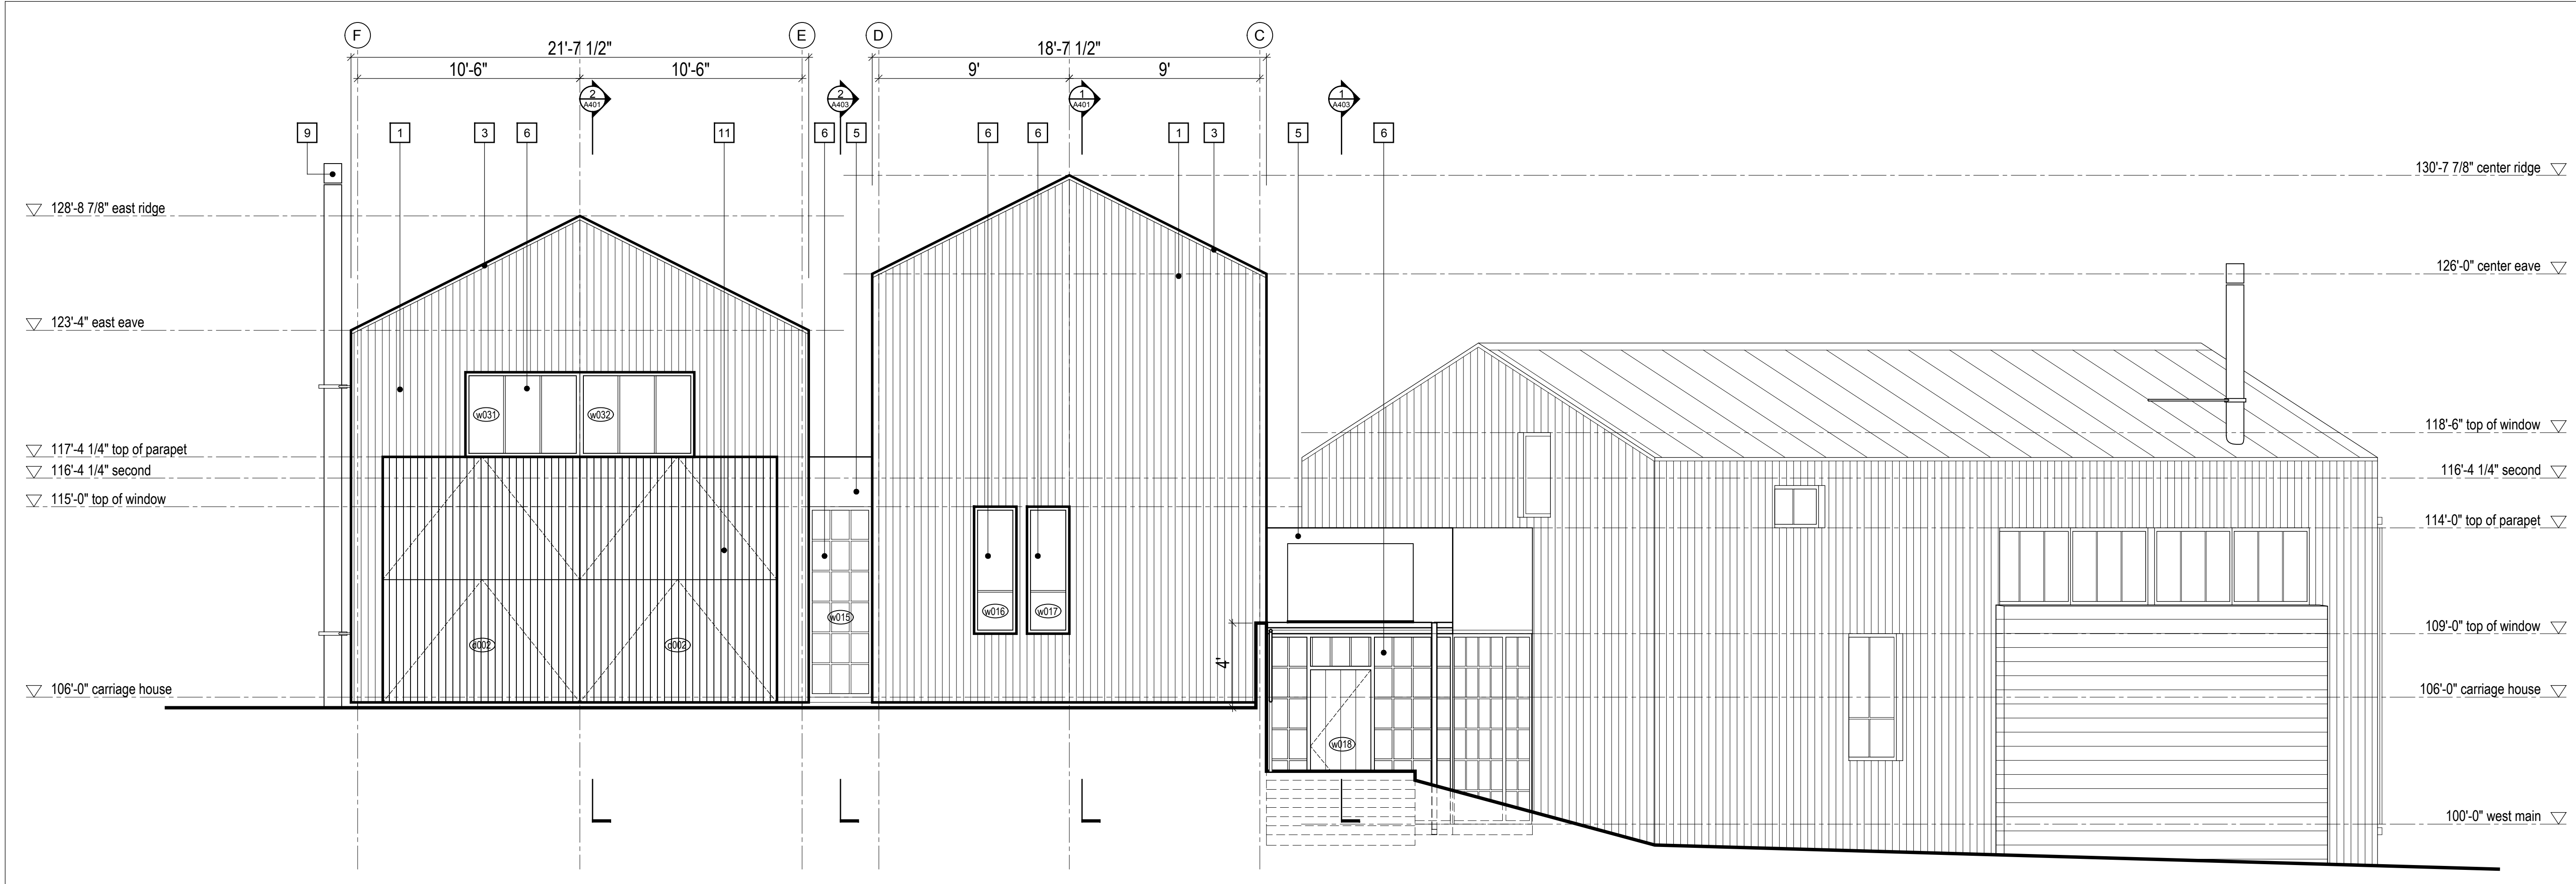 F
E
D
C
21'-7 1/2"
18'-7 1/2"
10'-6"
10'-6"
9'
9'
2
A401
2
A403
1
A401
1
A403
9
1
3
6
11
6
5
6
6
1
3
5
6
130'-7 7/8" center ridge
128'-8 7/8" east ridge
126'-0" center eave
123'-4" east eave
w031
w032
118'-6" top of window
117'-4 1/4" top of parapet
116'-4 1/4" second
116'-4 1/4" second
115'-0" top of window
114'-0" top of parapet
w015
w016
w017
109'-0" top of window
d002
d002
4'
106'-0" carriage house
106'-0" carriage house
w018
100'-0" west main